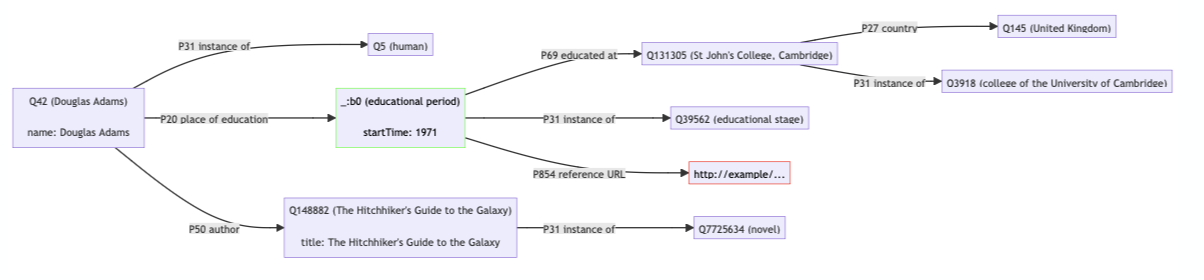 P27 country
Q145 (United Kingdom)
P31 instance of
Q5 (human)
P69 educated at
Q131305 (St John's College, Cambridge)
P31 instance of
Q3918 (college of the University of Cambridge)
Q42 (Douglas Adams)
name: Douglas Adams
P20 place of education
_:b0 (educational period)
startTime: 1971
P31 instance of
Q39562 (educational stage)
P854 reference URL
http://example/...
P50 author
Q148882 (The Hitchhiker's Guide to the Galaxy)
title: The Hitchhiker's Guide to the Galaxy
P31 instance of
Q7725634 (novel)